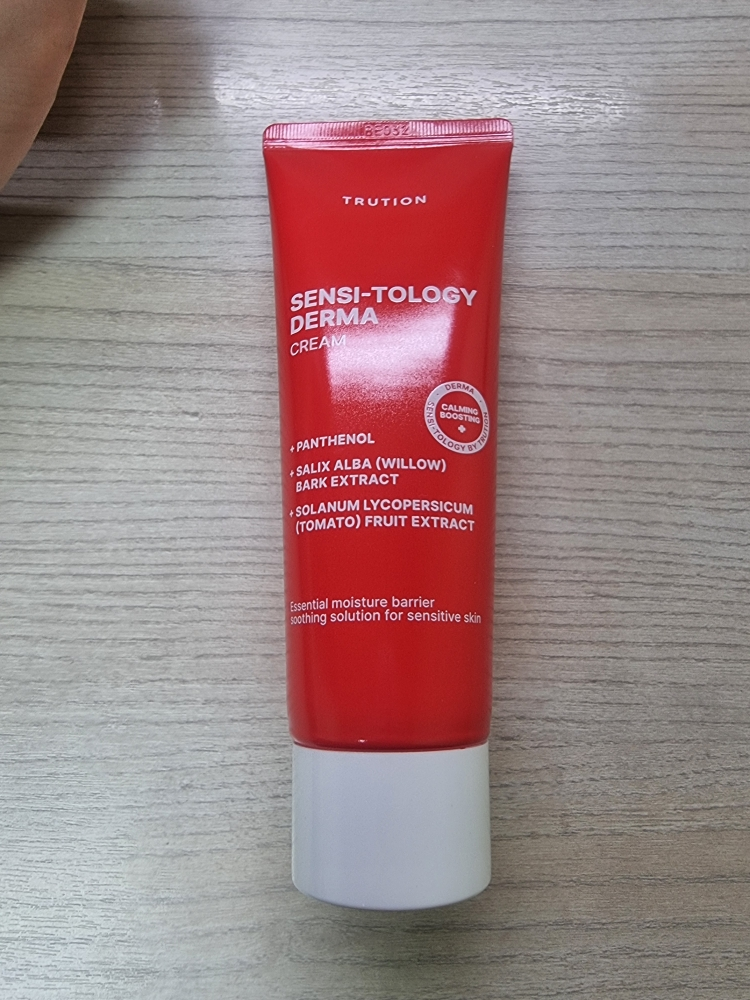 TRUTION
SENSI-TOLOGY
DERMA
CREAM
DERMA
SENSI-TOLOGY BY TRUTION
CALMING
BOOSTING
+ PANTHENOL
+ SALIX ALBA (WILLOW)
BARK EXTRACT
+ SOLANUM LYCOPERSICUM
(TOMATO) FRUIT EXTRACT
Essential moisture barrier
soothing solution for sensitive skin